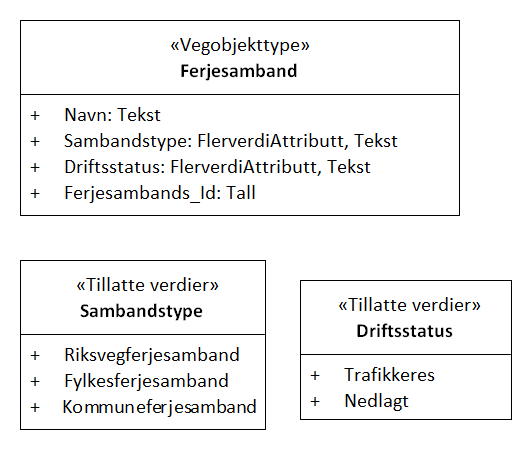 «Vegobjekttype»
Ferjesamband
+ Navn: Tekst
+ Sambandstype: FlerverdiAttributt, Tekst
+ Driftsstatus: FlerverdiAttributt, Tekst
+ Ferjesambands_Id: Tall
«Tillatte verdier»
Sambandstype
+ Riksvegferjesamband
+ Fylkesferjesamband
+ Kommuneferjesamband
«Tillatte verdier»
Driftsstatus
+ Trafikkeres
+ Nedlagt